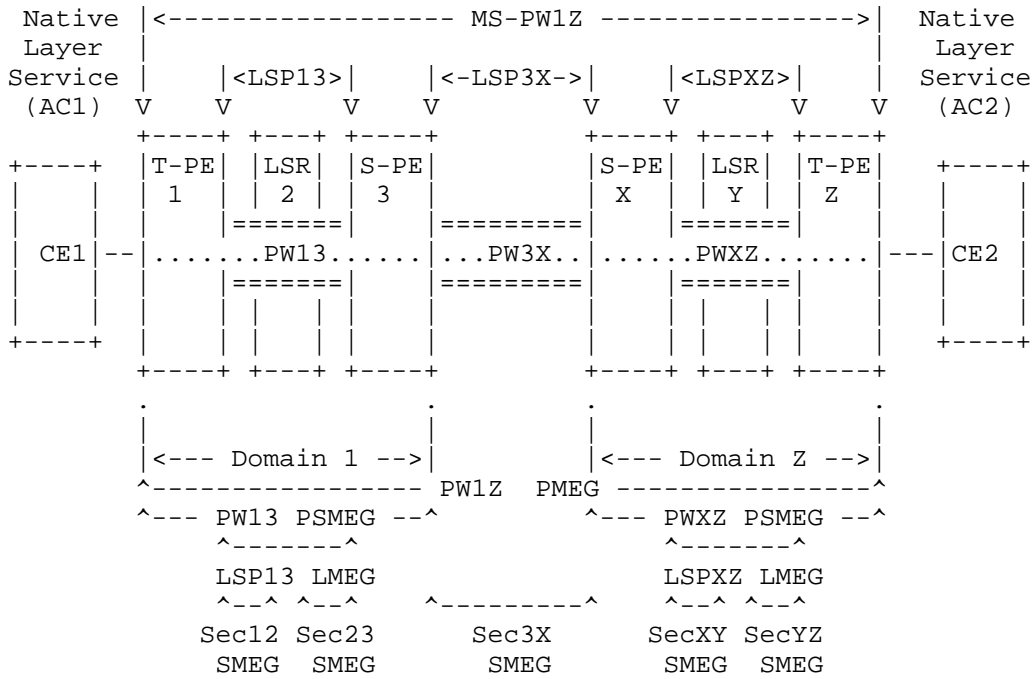 Native |<------------------- MS-PW1Z ---------------->| Native
Layer | | Layer
Service | |<LSP13>| |<-LSP3X->| |<LSPXZ>| | Service
(AC1) V V V V V V V V (AC2)
+----+ +---+ +----+ +----+ +---+ +----+
+----+ |T-PE| |LSR| |S-PE| |S-PE| |LSR| |T-PE| +----+
| | | 1 | | 2 | | 3 | | X | | Y | | Z | | |
| | | |=======| |=========| |=======| | | |
| CE1|--|.......PW13......|...PW3X..|.......PWXZ.......|---|CE2 |
| | | |=======| |=========| |=======| | | |
| | | | | | | | | | | | | | | |
+----+ | | | | | | | | | | | | +----+
+----+ +---+ +----+ +----+ +---+ +----+
. . . .
| | | |
|<--- Domain 1 -->| |<--- Domain Z -->|
^----------------- PW1Z PMEG ----------------^
^--- PW13 PSMEG --^ ^--- PWXZ PSMEG --^
^-------^ ^-------^
LSP13 LMEG LSPXZ LMEG
^--^ ^--^ ^---------^ ^--^ ^--^
Sec12 Sec23 Sec3X SecXY SecYZ
SMEG SMEG SMEG SMEG SMEG